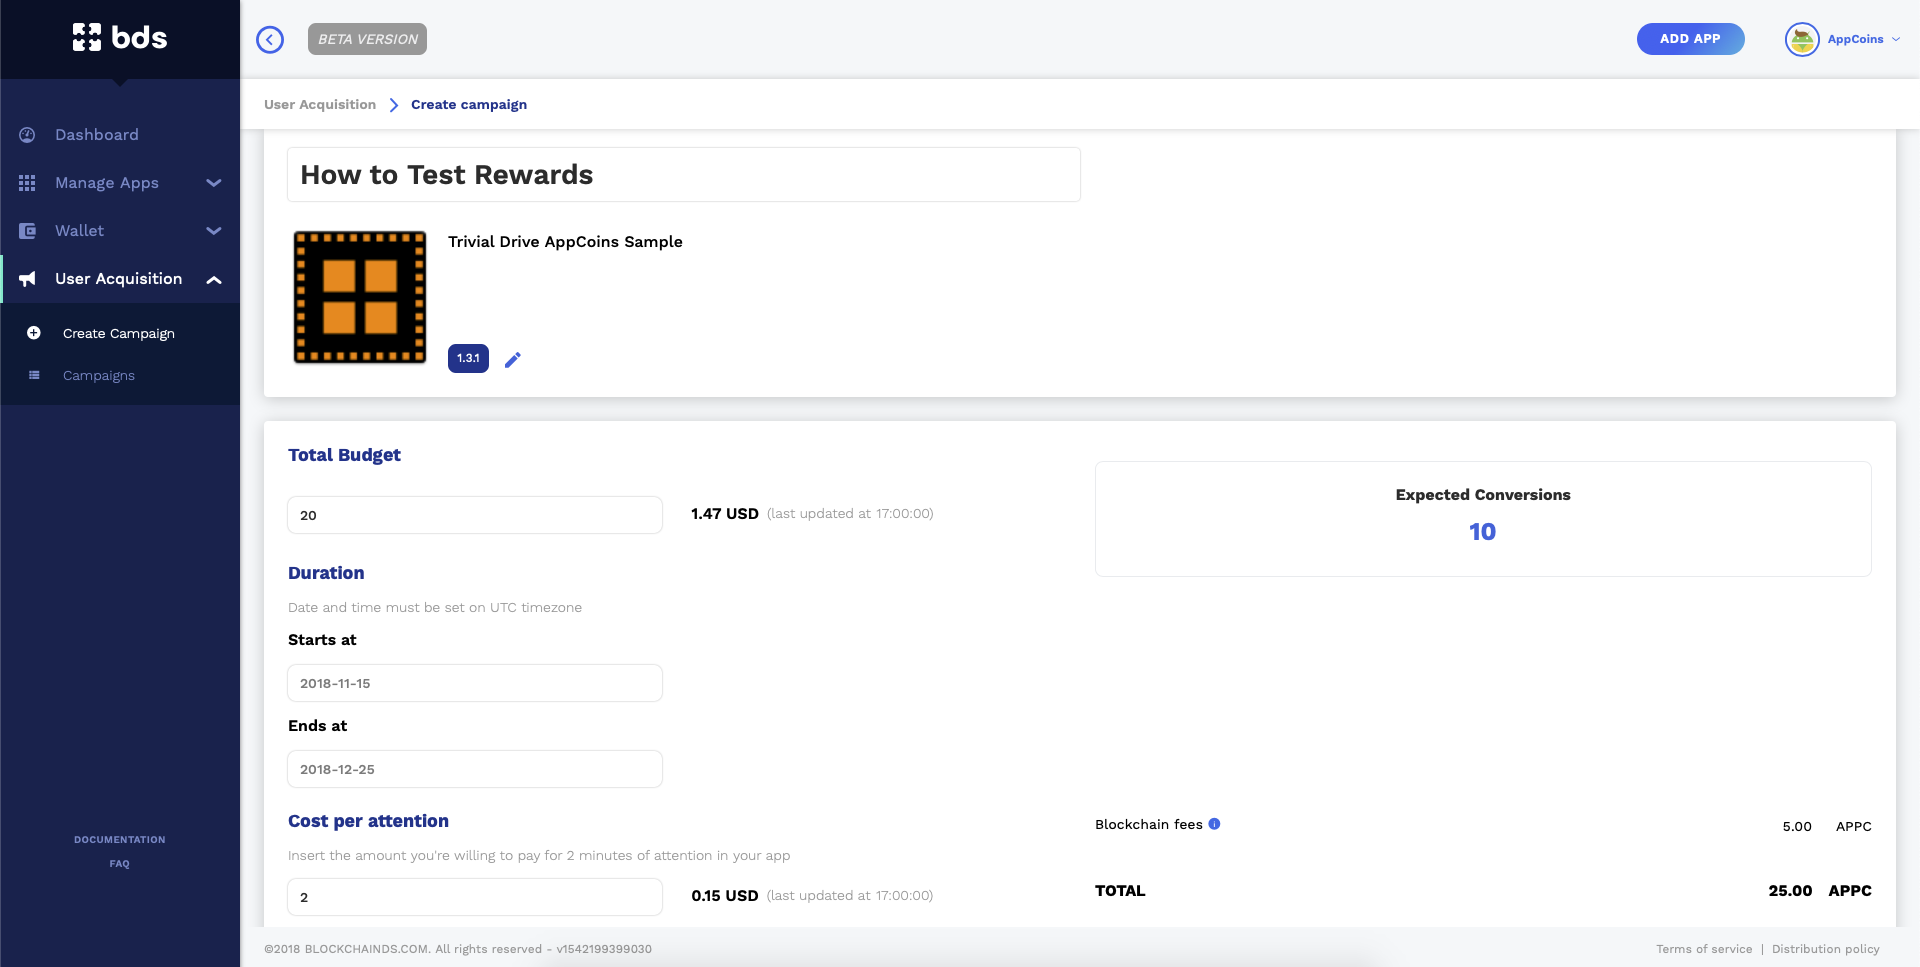 bds
BETA VERSION
ADD APP
AppCoins
User Acquisition
Create campaign
Dashboard
Manage Apps
Wallet
User Acquisition
Create Campaign
Campaigns
DOCUMENTATION
FAQ
How to Test Rewards
Trivial Drive AppCoins Sample
1.3.1
Total Budget
20
1.47 USD (last updated at 17:00:00)
Expected Conversions
10
Duration
Date and time must be set on UTC timezone
Starts at
2018-11-15
Ends at
2018-12-25
Cost per attention
Insert the amount you're willing to pay for 2 minutes of attention in your app
2
0.15 USD (last updated at 17:00:00)
Blockchain fees
5.00 APPC
TOTAL
25.00 APPC
©2018 BLOCKCHAINDS.COM. All rights reserved - v1542199399030
Terms of service | Distribution policy